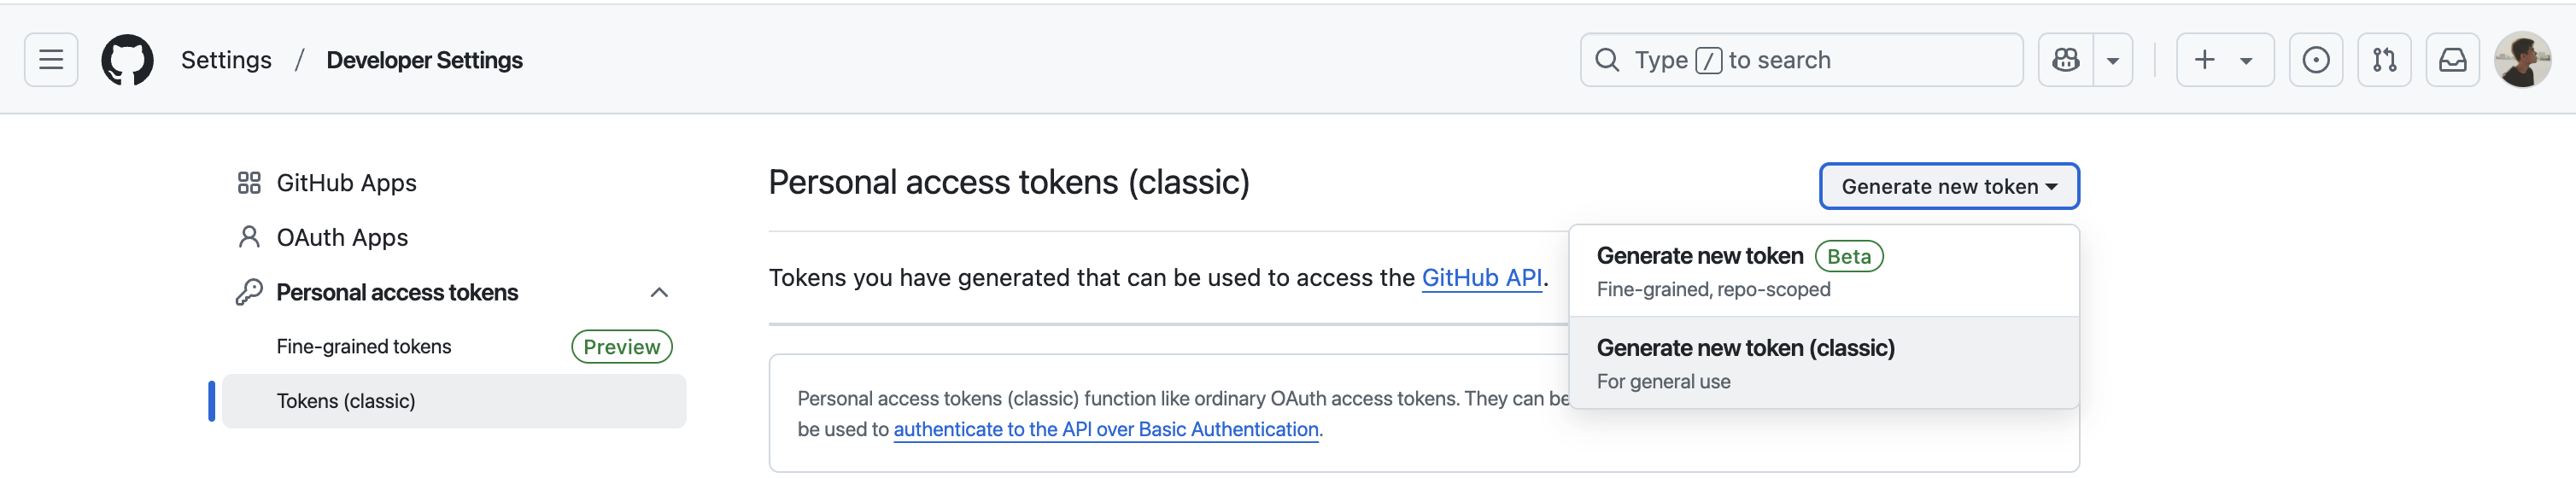 Settings / Developer Settings
Type / to search
GitHub Apps
OAuth Apps
Personal access tokens
Fine-grained tokens Preview
Tokens (classic)
Personal access tokens (classic)
Generate new token
Tokens you have generated that can be used to access the GitHub API.
Generate new token Beta
Fine-grained, repo-scoped
Generate new token (classic)
For general use
Personal access tokens (classic) function like ordinary OAuth access tokens. They can be
be used to authenticate to the API over Basic Authentication.